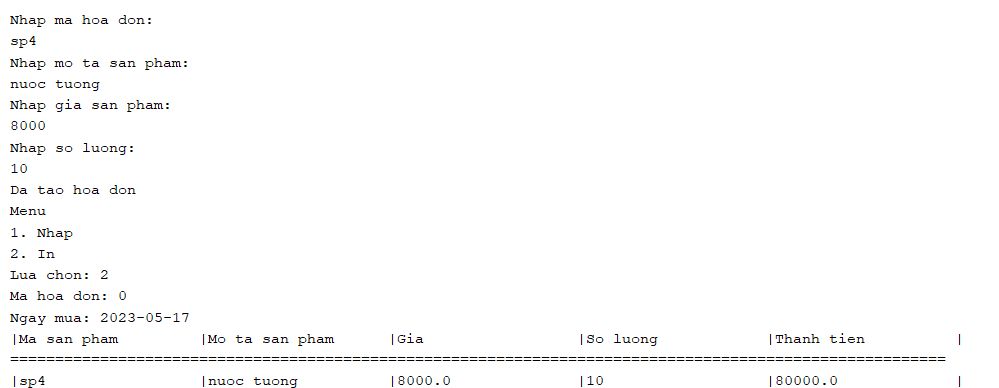 Nhap ma hoa don:
sp4
Nhap mo ta san pham:
nuoc tuong
Nhap gia san pham:
8000
Nhap so luong:
10
Da tao hoa don
Menu
1. Nhap
2. In
Lua chon: 2
Ma hoa don: 0
Ngay mua: 2023-05-17
|Ma san pham |Mo ta san pham |Gia |So luong |Thanh tien |
========================================================================================================
|sp4 |nuoc tuong |8000.0 |10 |80000.0 |